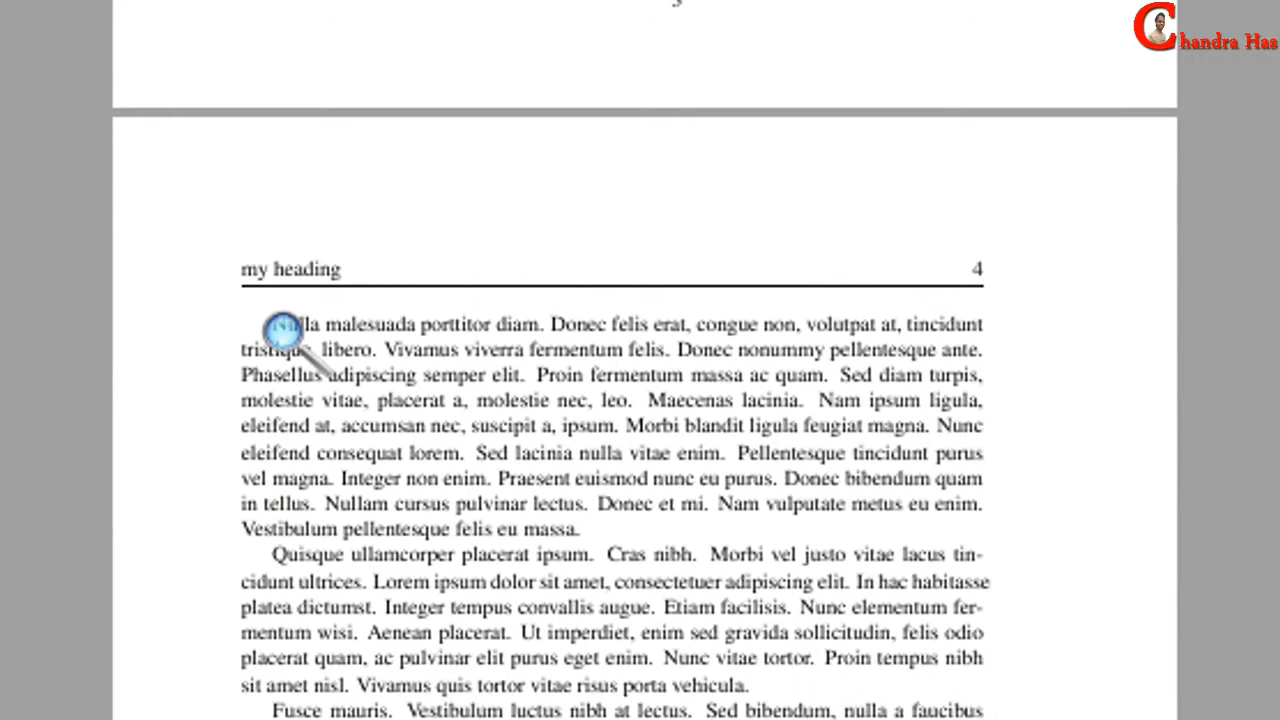 Chandra Has
my heading 4
Nulla malesuada porttitor diam. Donec felis erat, congue non, volutpat at, tincidunt
tristique, libero. Vivamus viverra fermentum felis. Donec nonummy pellentesque ante.
Phasellus adipiscing semper elit. Proin fermentum massa ac quam. Sed diam turpis,
molestie vitae, placerat a, molestie nec, leo. Maecenas lacinia. Nam ipsum ligula,
eleifend at, accumsan nec, suscipit a, ipsum. Morbi blandit ligula feugiat magna. Nunc
eleifend consequat lorem. Sed lacinia nulla vitae enim. Pellentesque tincidunt purus
vel magna. Integer non enim. Praesent euismod nunc eu purus. Donec bibendum quam
in tellus. Nullam cursus pulvinar lectus. Donec et mi. Nam vulputate metus eu enim.
Vestibulum pellentesque felis eu massa.
Quisque ullamcorper placerat ipsum. Cras nibh. Morbi vel justo vitae lacus tin-
cidunt ultrices. Lorem ipsum dolor sit amet, consectetuer adipiscing elit. In hac habitasse
platea dictumst. Integer tempus convallis augue. Etiam facilisis. Nunc elementum fer-
mentum wisi. Aenean placerat. Ut imperdiet, enim sed gravida sollicitudin, felis odio
placerat quam, ac pulvinar elit purus eget enim. Nunc vitae tortor. Proin tempus nibh
sit amet nisl. Vivamus quis tortor vitae risus porta vehicula.
Fusce mauris. Vestibulum luctus nibh at lectus. Sed bibendum, nulla a faucibus